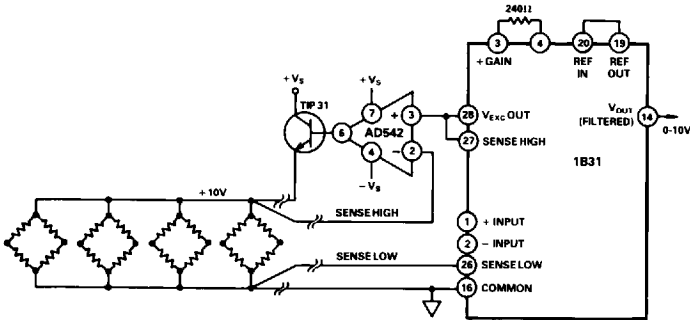 240Ω
3
4
20
19
+ GAIN
REF IN
REF OUT
+ VS
TIP 31
+ VS
7
+
3
6
AD542
4
−
2
− VS
28
VEXC OUT
27
SENSE HIGH
VOUT
(FILTERED)
14
0-10V
1B31
+ 10V
SENSE HIGH
1
+ INPUT
2
− INPUT
SENSE LOW
26
SENSE LOW
16
COMMON